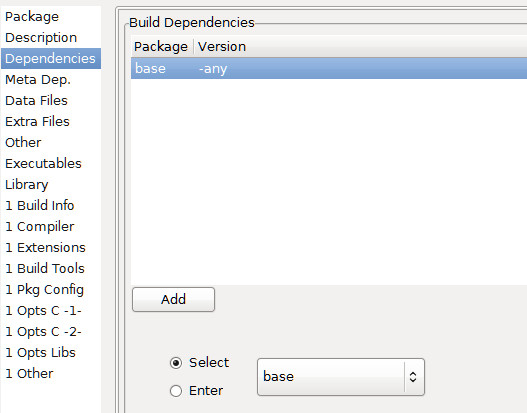 Package
Description
Dependencies
Meta Dep.
Data Files
Extra Files
Other
Executables
Library
1 Build Info
1 Compiler
1 Extensions
1 Build Tools
1 Pkg Config
1 Opts C -1-
1 Opts C -2-
1 Opts Libs
1 Other
Build Dependencies
Package Version
base -any
Add
Select
Enter
base